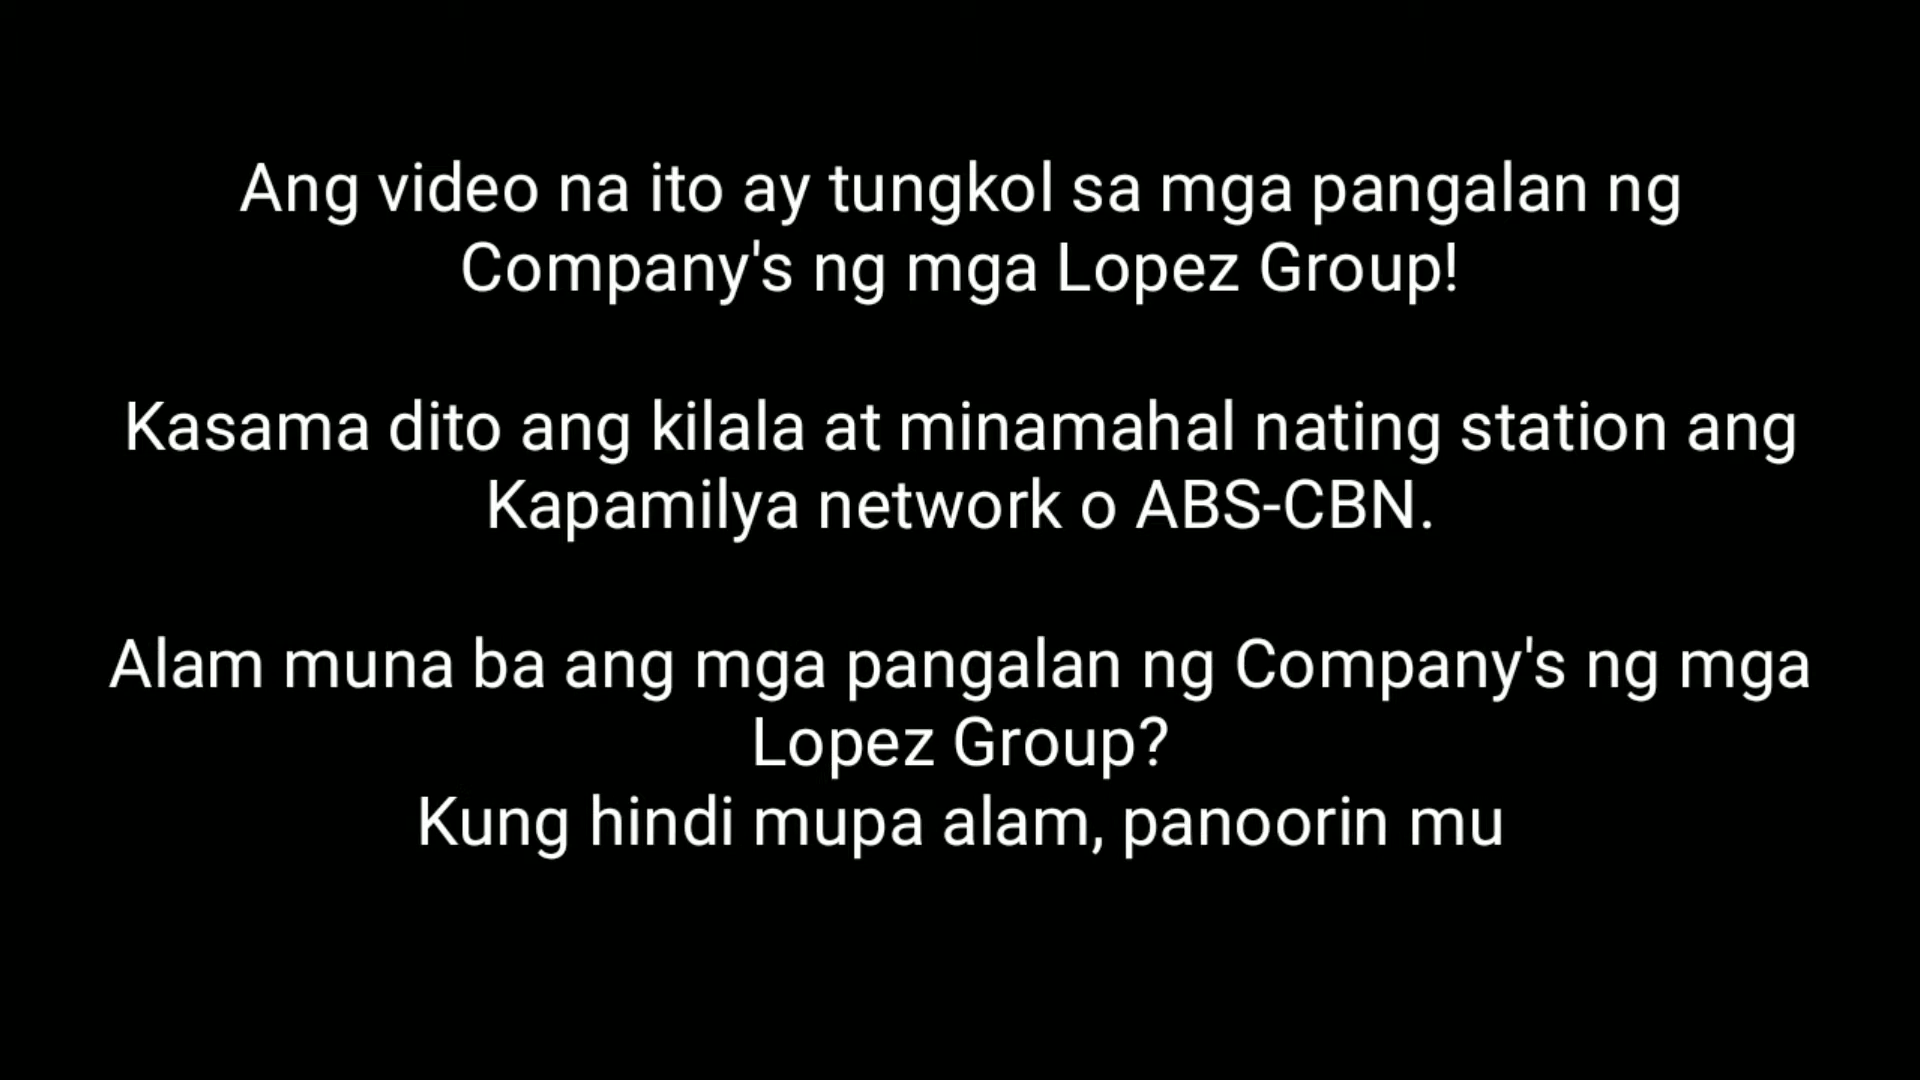 Ang video na ito ay tungkol sa mga pangalan ng
Company's ng mga Lopez Group!
Kasama dito ang kilala at minamahal nating station ang
Kapamilya network o ABS-CBN.
Alam muna ba ang mga pangalan ng Company's ng mga
Lopez Group?
Kung hindi mupa alam, panoorin mu